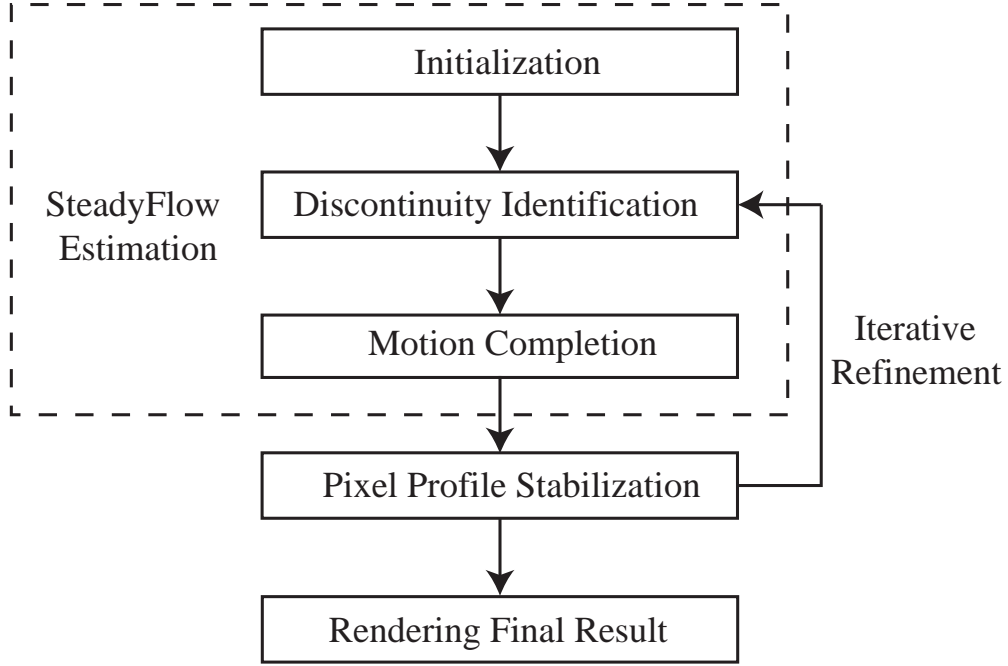 Initialization
SteadyFlow
Estimation
Discontinuity Identification
Motion Completion
Iterative
Refinement
Pixel Profile Stabilization
Rendering Final Result